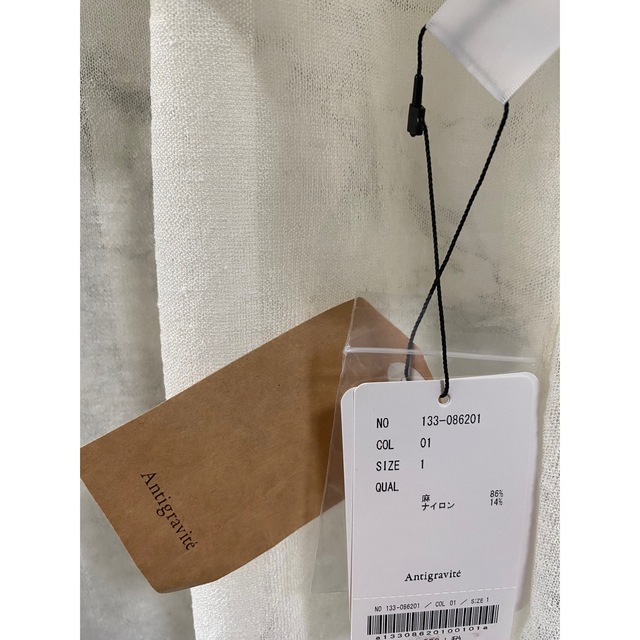 Antigravité
NO 133-086201
COL 01
SIZE 1
QUAL
麻 86%
ナイロン 14%
Antigravité
NO 133-086201 / COL 01 / SIZE 1
a13308620100101a